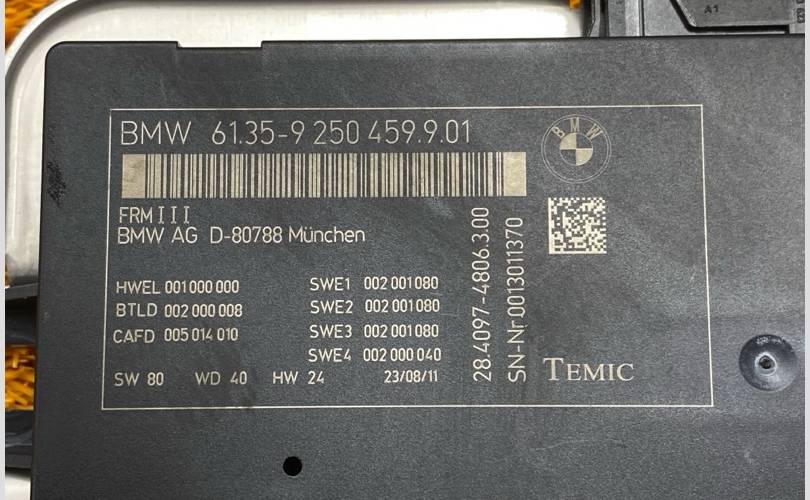 A1
BMW 61.35-9 250 459.9.01
BMW
FRMIII
BMW AG D-80788 München
HWEL 001 000 000
BTLD 002 000 008
CAFD 005 014 010
SWE1 002 001 080
SWE2 002 001 080
SWE3 002 001 080
SWE4 002 000 040
SW 80 WD 40 HW 24 23/08/11
28.4097-4806.3.00
SN-Nr 0013011370
TEMIC